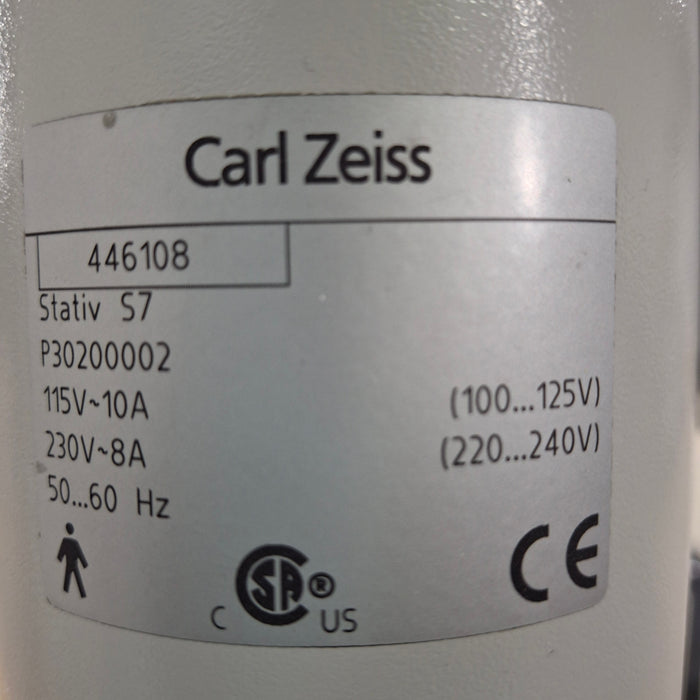 Carl Zeiss
446108
Stativ S7
P30200002
115V~10A (100...125V)
230V~8A (220...240V)
50...60 Hz
C SA® US CE